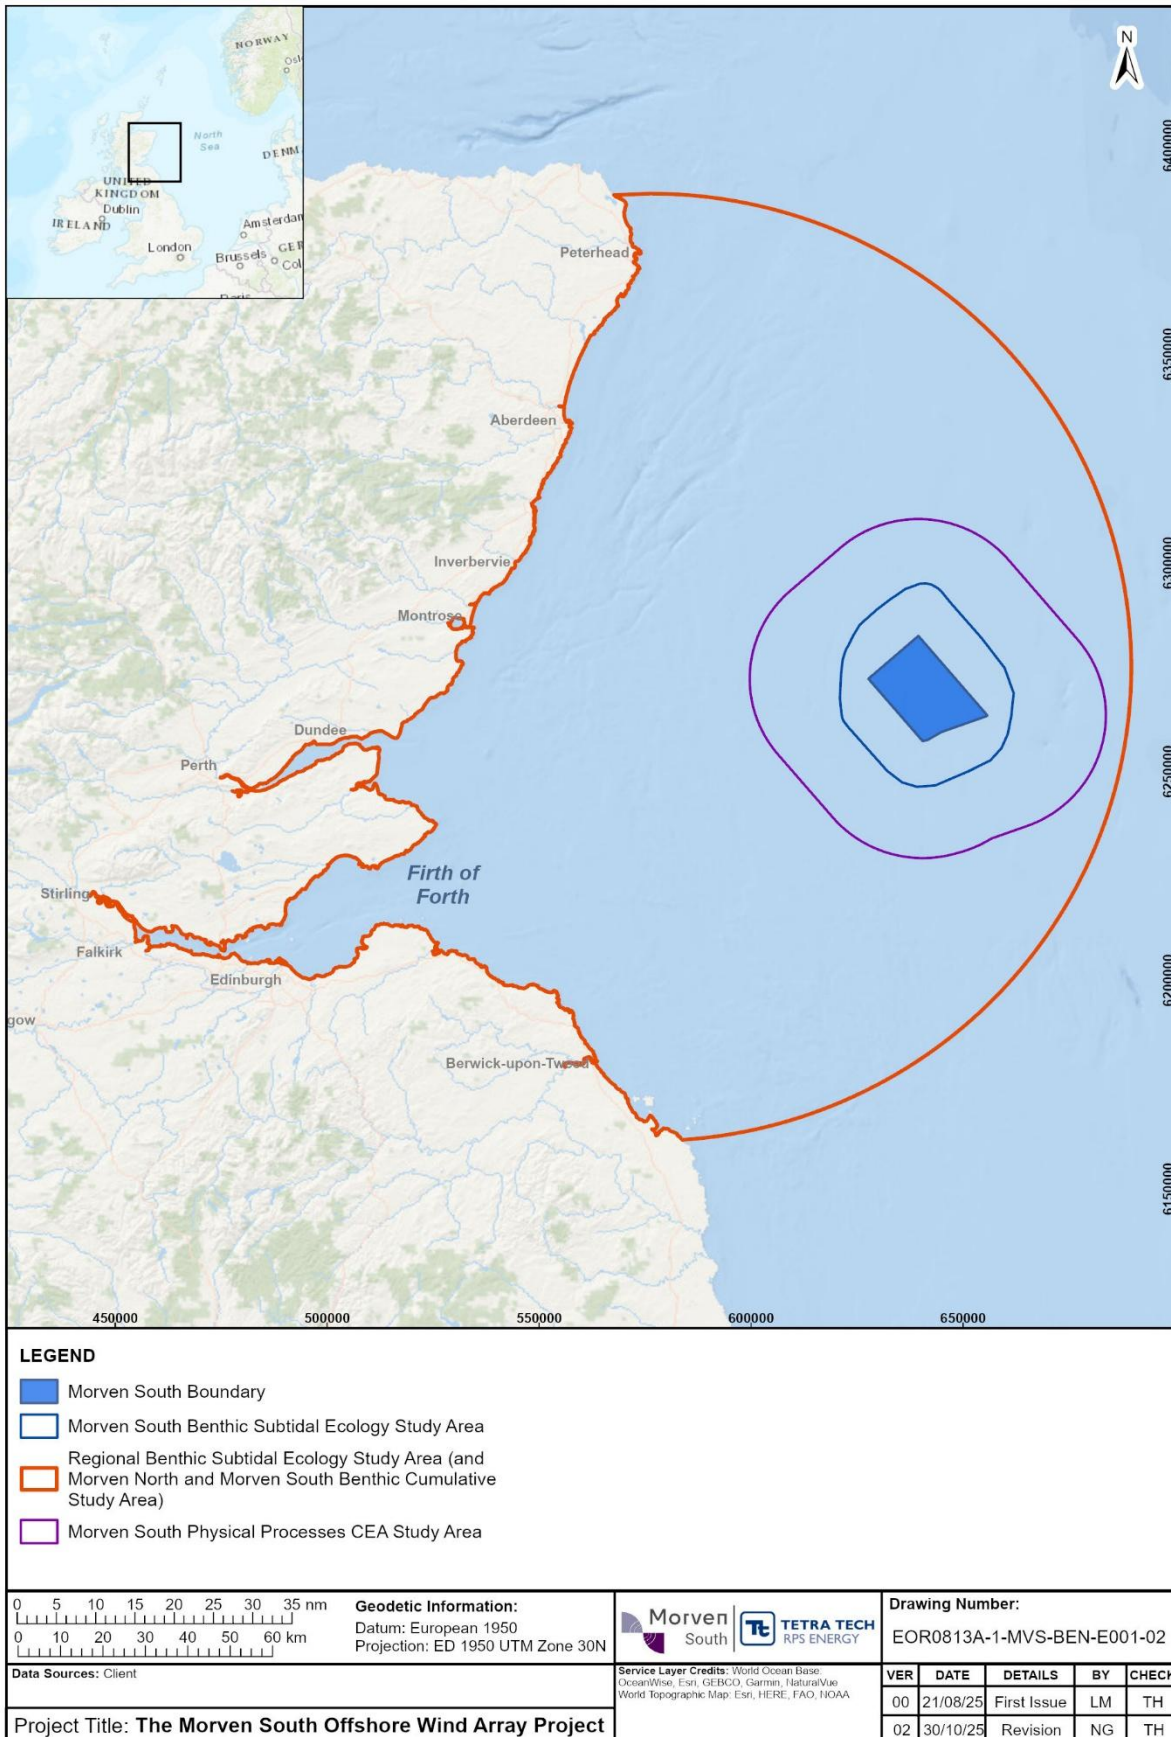 NORWAY
North
Sea
UNITED
KINGDOM
Dublin
IRELAND
London
Amsterdam
Brussels
N
6400000
Peterhead
6350000
Aberdeen
Inverbervie
6300000
Montrose
Dundee
Perth
6250000
Firth of
Forth
Stirling
Falkirk
Edinburgh
6200000
gow
Berwick-upon-Tweed
6150000
450000 500000 550000 600000 650000
LEGEND
Morven South Boundary
Morven South Benthic Subtidal Ecology Study Area
Regional Benthic Subtidal Ecology Study Area (and
Morven North and Morven South Benthic Cumulative
Study Area)
Morven South Physical Processes CEA Study Area
0 5 10 15 20 25 30 35 nm
0 10 20 30 40 50 60 km
Geodetic Information:
Datum: European 1950
Projection: ED 1950 UTM Zone 30N
Morven
South
Tt
TETRA TECH
RPS ENERGY
Drawing Number:
EOR0813A-1-MVS-BEN-E001-02
Data Sources: Client
Service Layer Credits: World Ocean Base:
OceanWise, Esri, GEBCO, Garmin, NaturalVue
World Topographic Map: Esri, HERE, FAO, NOAA
VER DATE DETAILS BY CHECK
00 21/08/25 First Issue LM TH
02 30/10/25 Revision NG TH
Project Title: The Morven South Offshore Wind Array Project